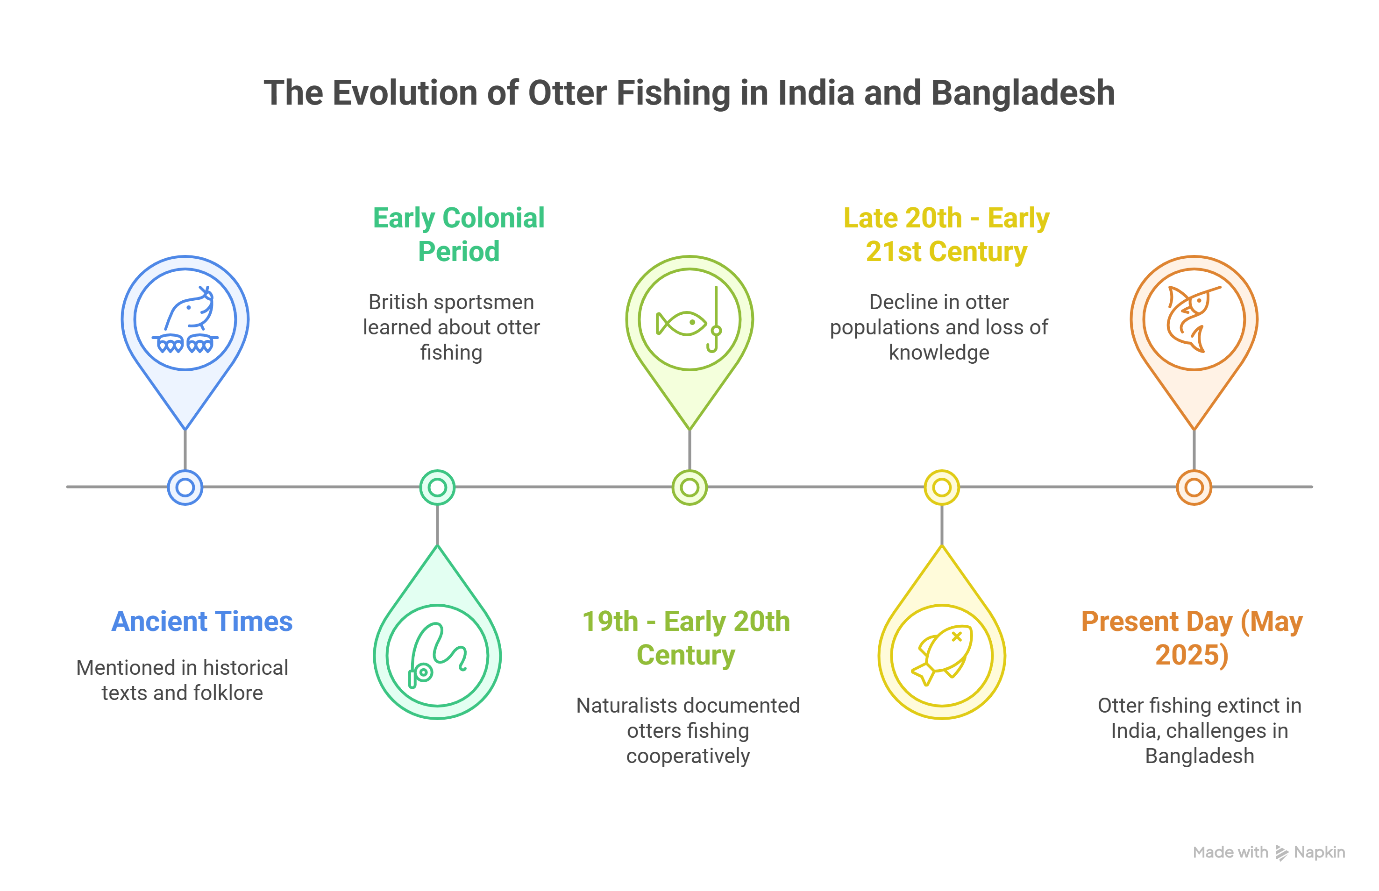 The Evolution of Otter Fishing in India and Bangladesh
Ancient Times
Mentioned in historical
texts and folklore
Early Colonial
Period
British sportsmen
learned about otter
fishing
19th - Early 20th
Century
Naturalists documented
otters fishing
cooperatively
Late 20th - Early
21st Century
Decline in otter
populations and loss of
knowledge
Present Day (May
2025)
Otter fishing extinct in
India, challenges in
Bangladesh
Made with Napkin